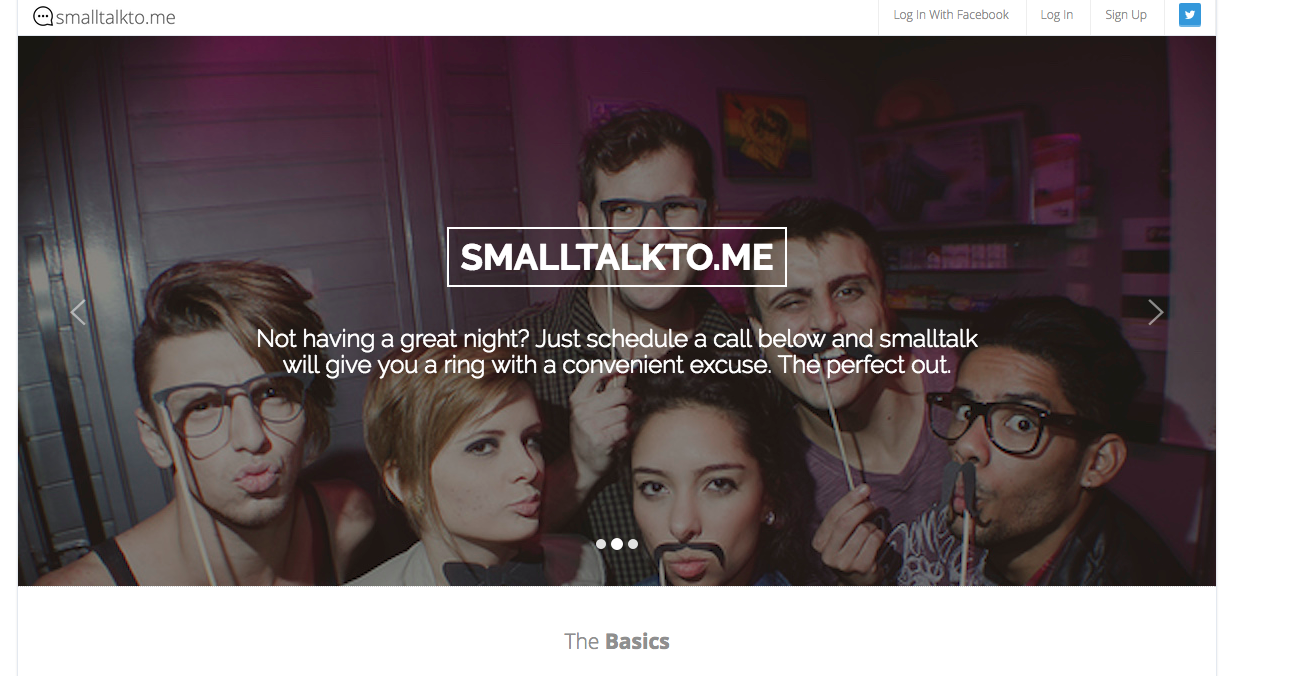 smalltalkto.me
Log In With Facebook
Log In
Sign Up
SMALLTALKTO.ME
Not having a great night? Just schedule a call below and smalltalk
will give you a ring with a convenient excuse. The perfect out.
The Basics